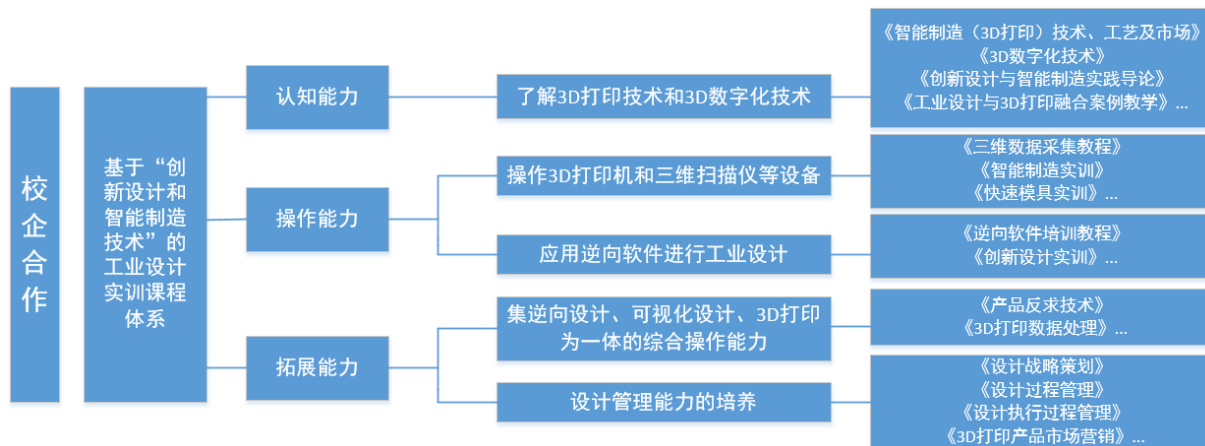 校企合作
基于“创
新设计和
智能制造
技术”的
工业设计
实训课程
体系
认知能力
了解3D打印技术和3D数字化技术
《智能制造（3D打印）技术、工艺及市场》
《3D数字化技术》
《创新设计与智能制造实践导论》
《工业设计与3D打印融合案例教学》...
操作能力
操作3D打印机和三维扫描仪等设备
《三维数据采集教程》
《智能制造实训》
《快速模具实训》...
应用逆向软件进行工业设计
《逆向软件培训教程》
《创新设计实训》...
拓展能力
集逆向设计、可视化设计、3D打印
为一体的综合操作能力
《产品反求技术》
《3D打印数据处理》...
设计管理能力的培养
《设计战略策划》
《设计过程管理》
《设计执行过程管理》
《3D打印产品市场营销》...